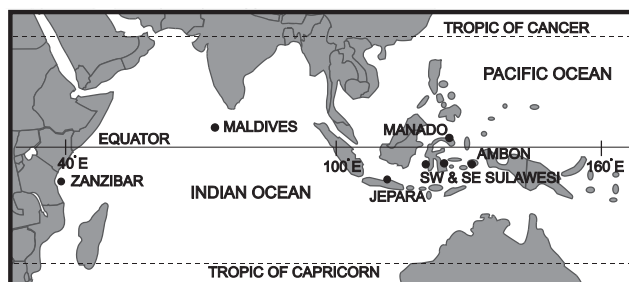 TROPIC OF CANCER
PACIFIC OCEAN
MALDIVES
MANADO
EQUATOR
AMBON
40°E
100°E
160°E
ZANZIBAR
SW & SE SULAWESI
INDIAN OCEAN
JEPARA
TROPIC OF CAPRICORN